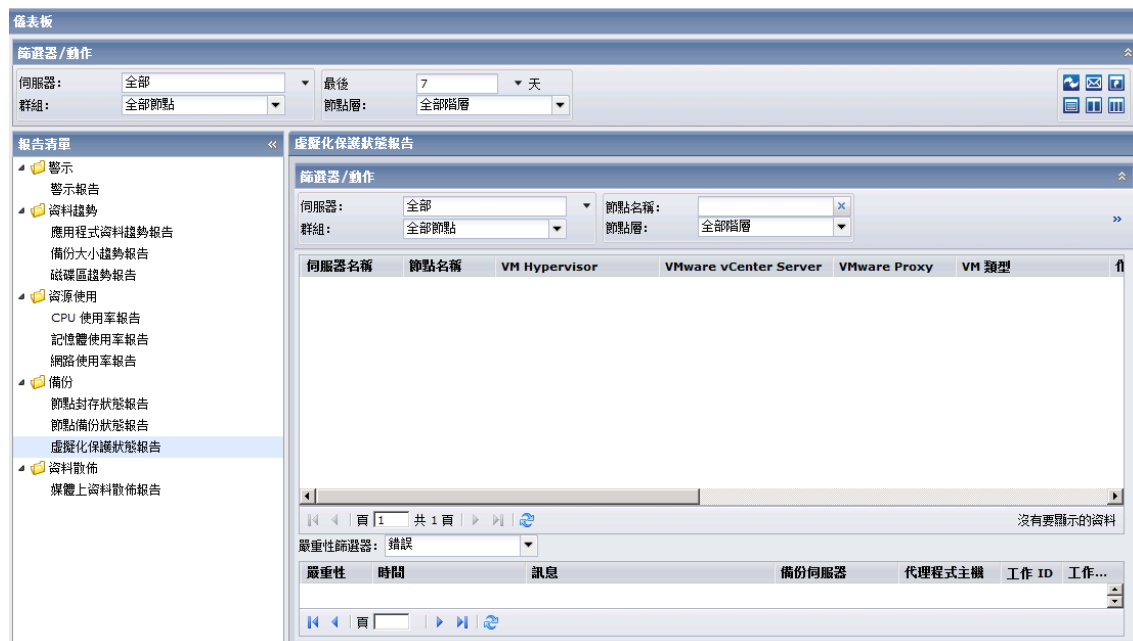 儀表板
篩選器/動作
伺服器: 全部 最後 7 天
群組: 全部節點 節點層: 全部階層
報告清單
警示
警示報告
資料趨勢
應用程式資料趨勢報告
備份大小趨勢報告
磁碟區趨勢報告
資源使用
CPU 使用率報告
記憶體使用率報告
網路使用率報告
備份
節點封存狀態報告
節點備份狀態報告
虛擬化保護狀態報告
資料散佈
媒體上資料散佈報告
虛擬化保護狀態報告
篩選器/動作
伺服器: 全部 節點名稱:
群組: 全部節點 節點層: 全部階層
伺服器名稱 節點名稱 VM Hypervisor VMware vCenter Server VMware Proxy VM 類型
頁 1 共 1 頁 沒有要顯示的資料
嚴重性篩選器: 錯誤
嚴重性 時間 訊息 備份伺服器 代理程式主機 工作 ID 工作...
頁